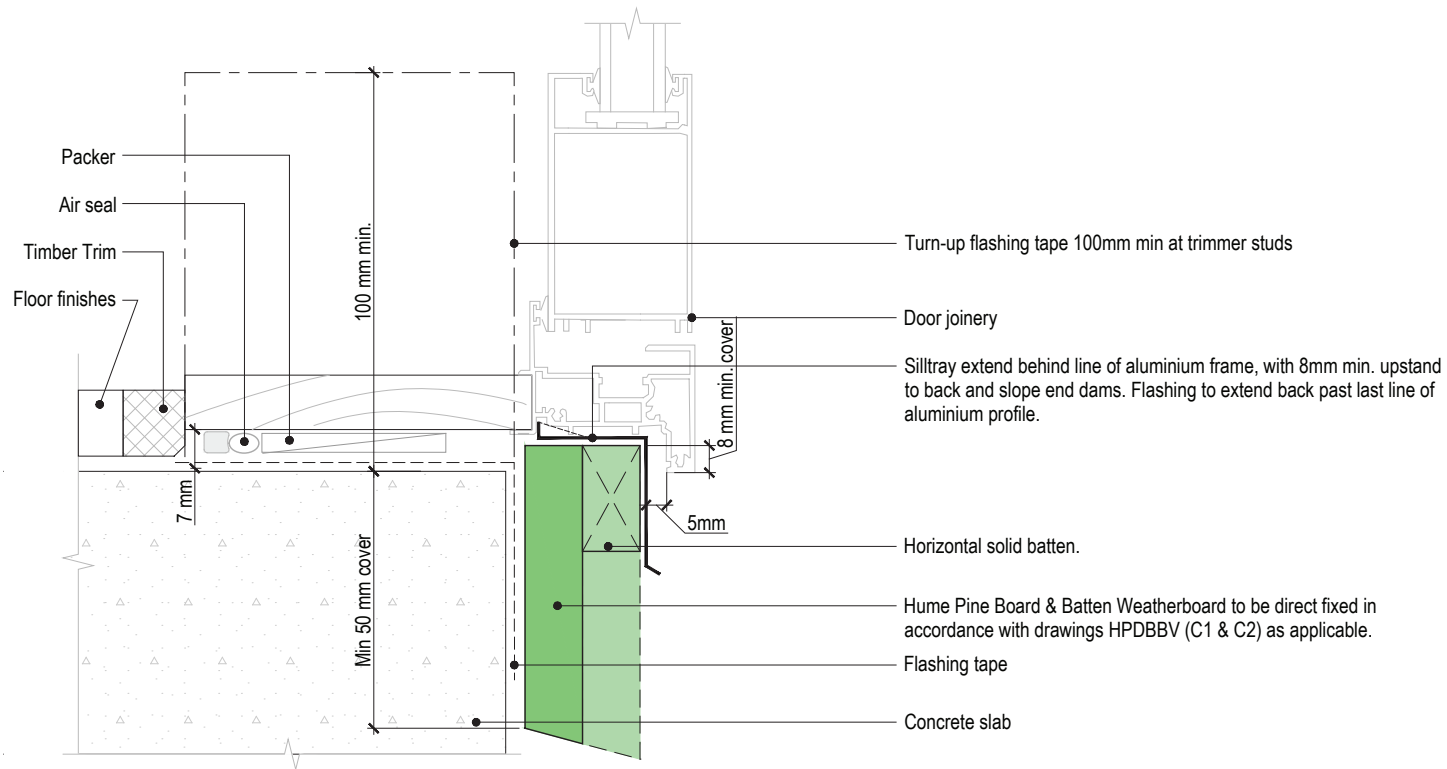 Packer
Air seal
Timber Trim
Floor finishes
100 mm min.
7 mm
Min 50 mm cover
8 mm min. cover
5mm
Turn-up flashing tape 100mm min at trimmer studs
Door joinery
Silltray extend behind line of aluminium frame, with 8mm min. upstand
to back and slope end dams. Flashing to extend back past last line of
aluminium profile.
Horizontal solid batten.
Hume Pine Board & Batten Weatherboard to be direct fixed in
accordance with drawings HPDBBV (C1 & C2) as applicable.
Flashing tape
Concrete slab